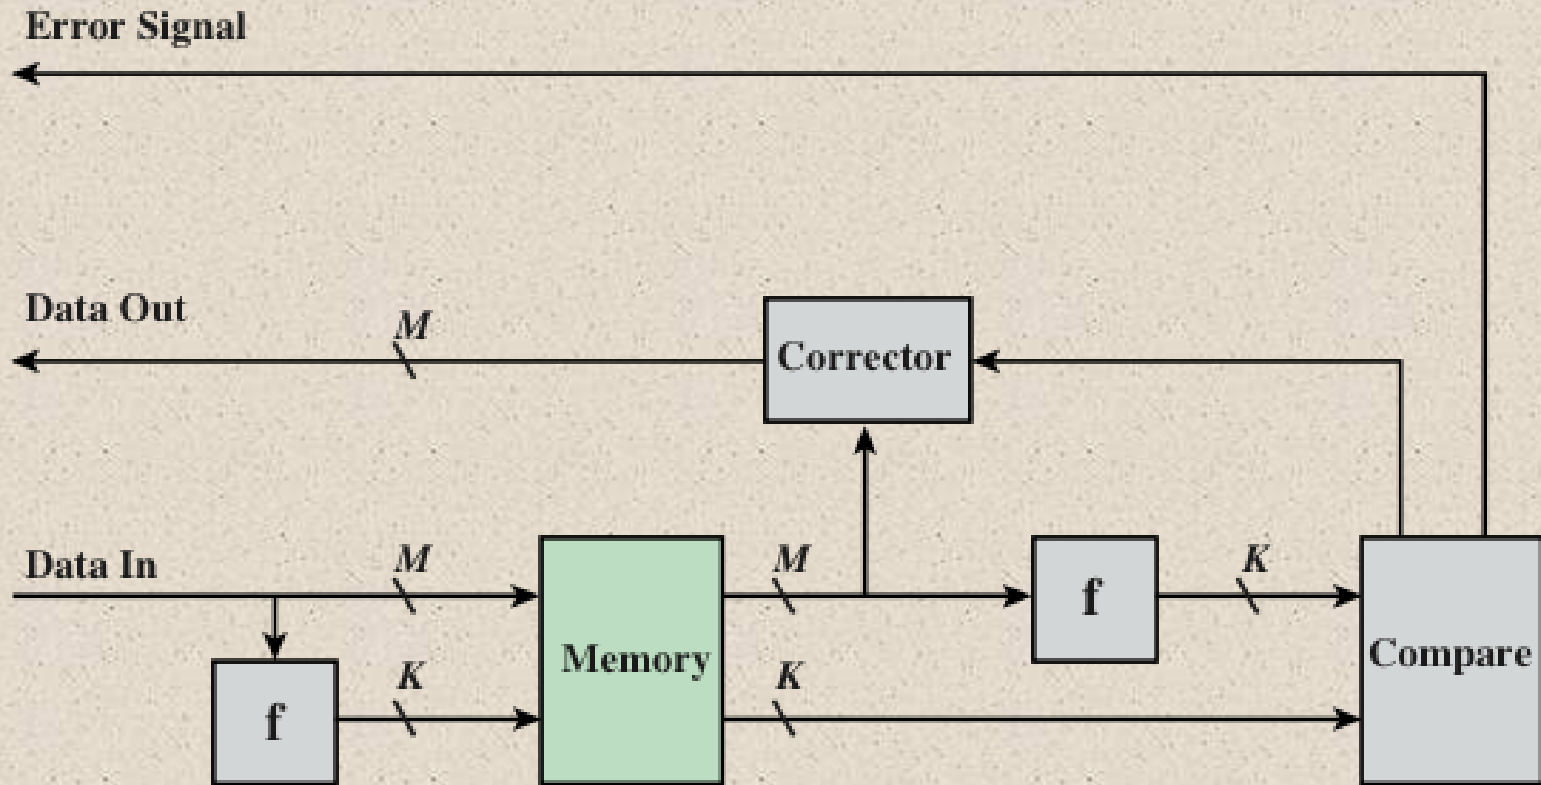 Error Signal
Data Out
M
Corrector
Data In
M
M
K
f
Memory
Compare
K
K
f